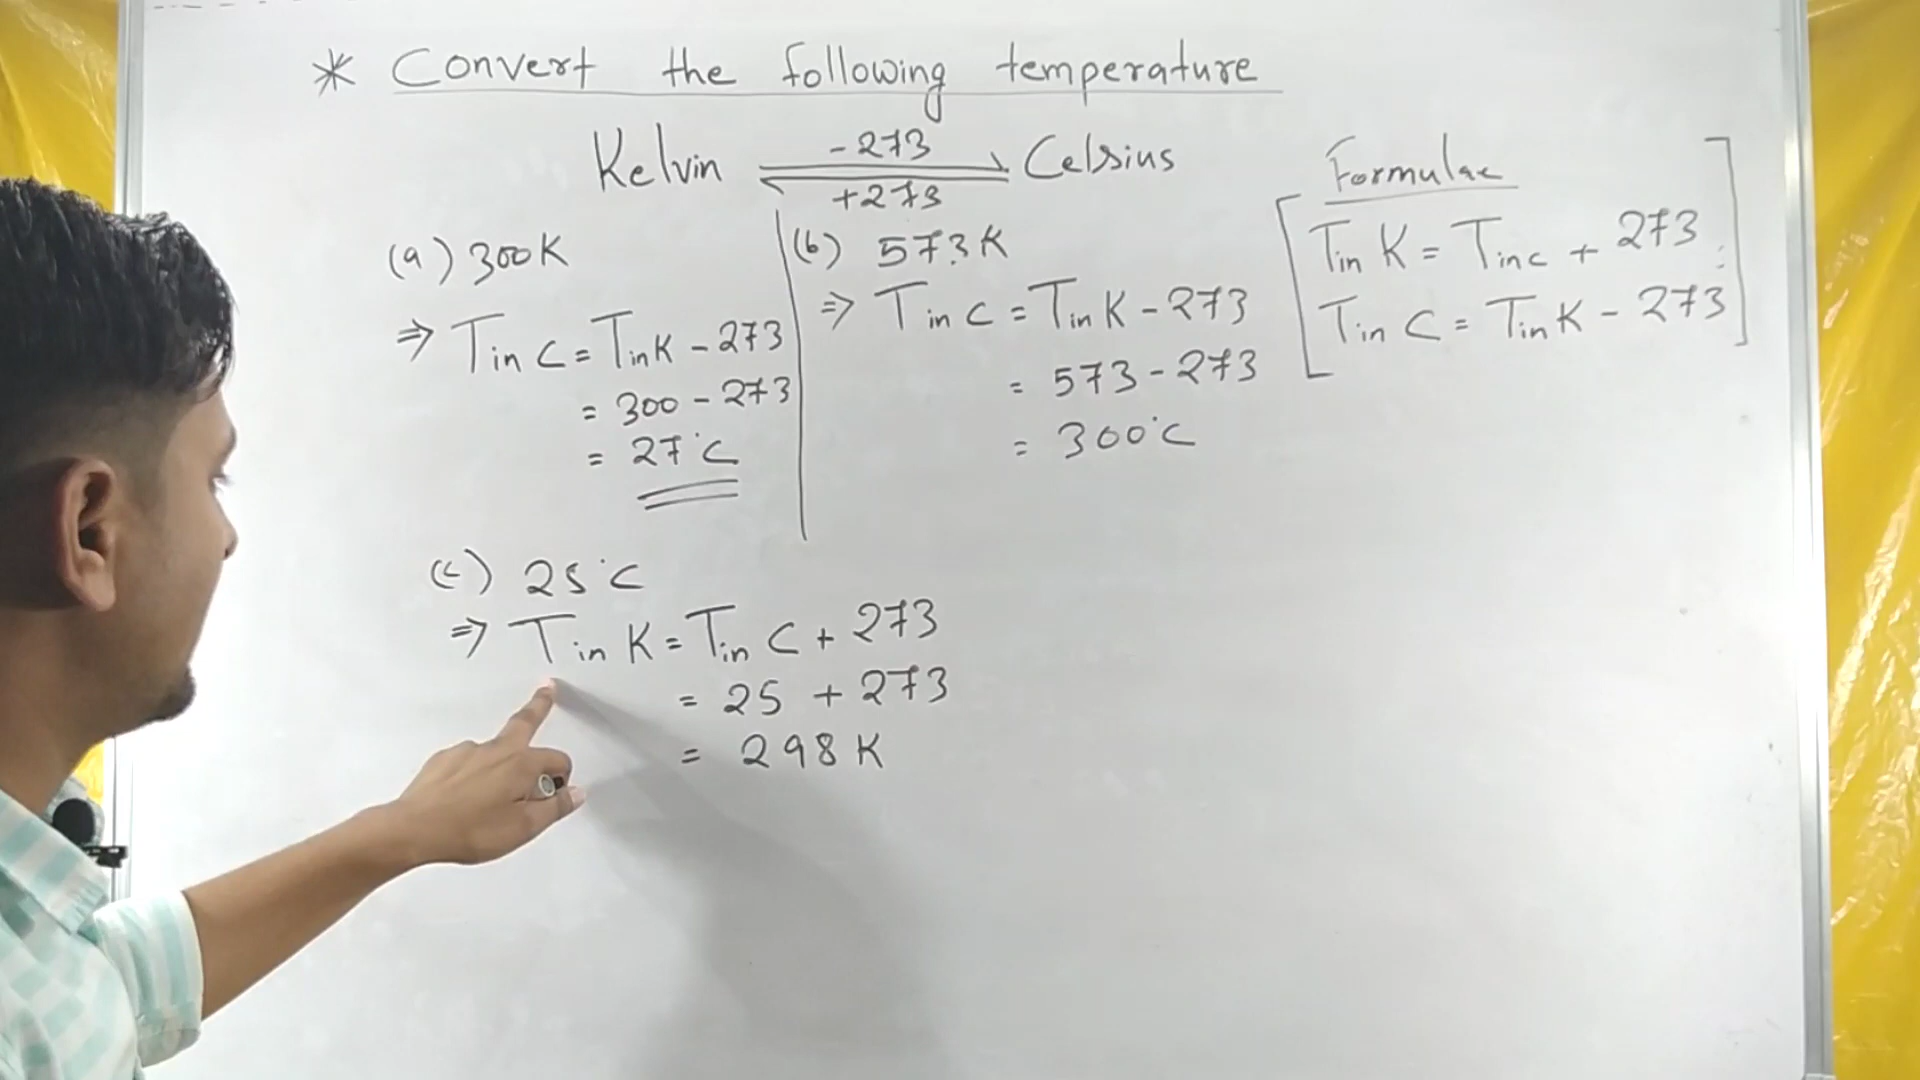 * Convert the following temperature
Kelvin -273 Celsius
+273
Formulae
T in K = T in C + 273
T in C = T in K - 273
(a) 300K
⇒ T in C = T in K - 273
= 300 - 273
= 27°C
(b) 573K
⇒ T in C = T in K - 273
= 573 - 273
= 300°C
(c) 25°C
⇒ T in K = T in C + 273
= 25 + 273
= 298 K